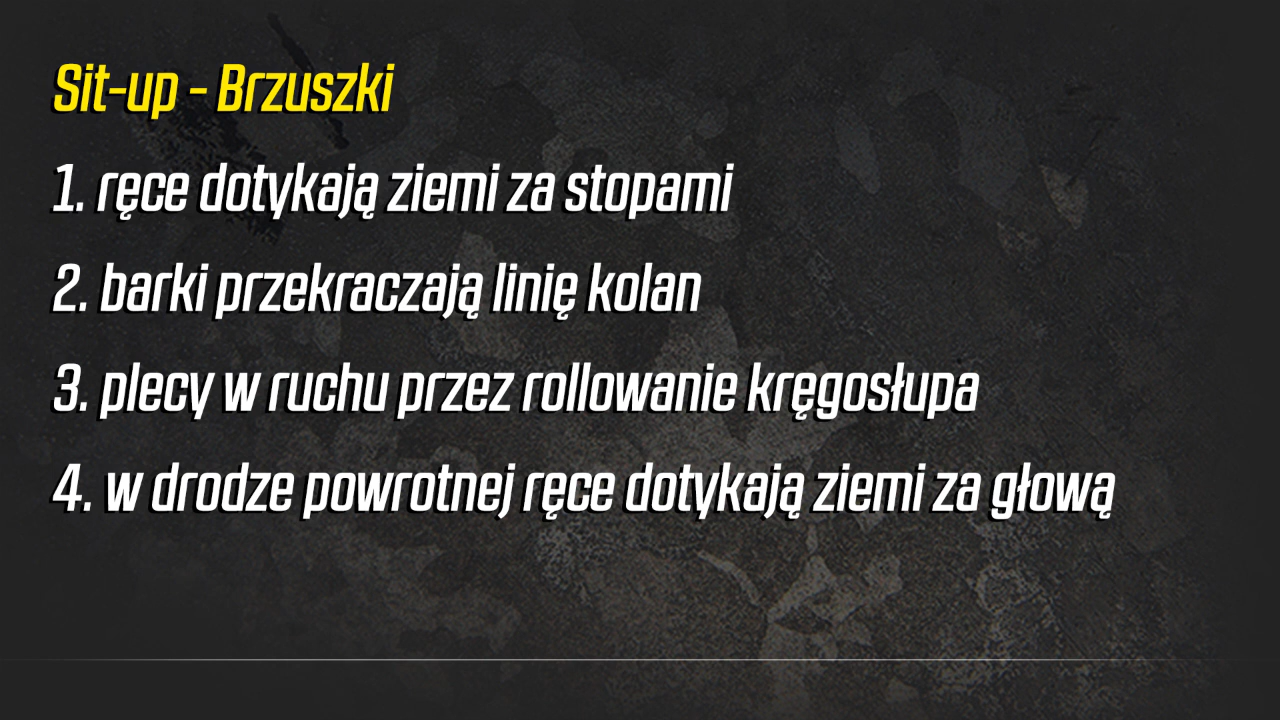 Sit-up - Brzuszki
1. ręce dotykają ziemi za stopami
2. barki przekraczają linię kolan
3. plecy w ruchu przez rollowanie kręgosłupa
4. w drodze powrotnej ręce dotykają ziemi za głową